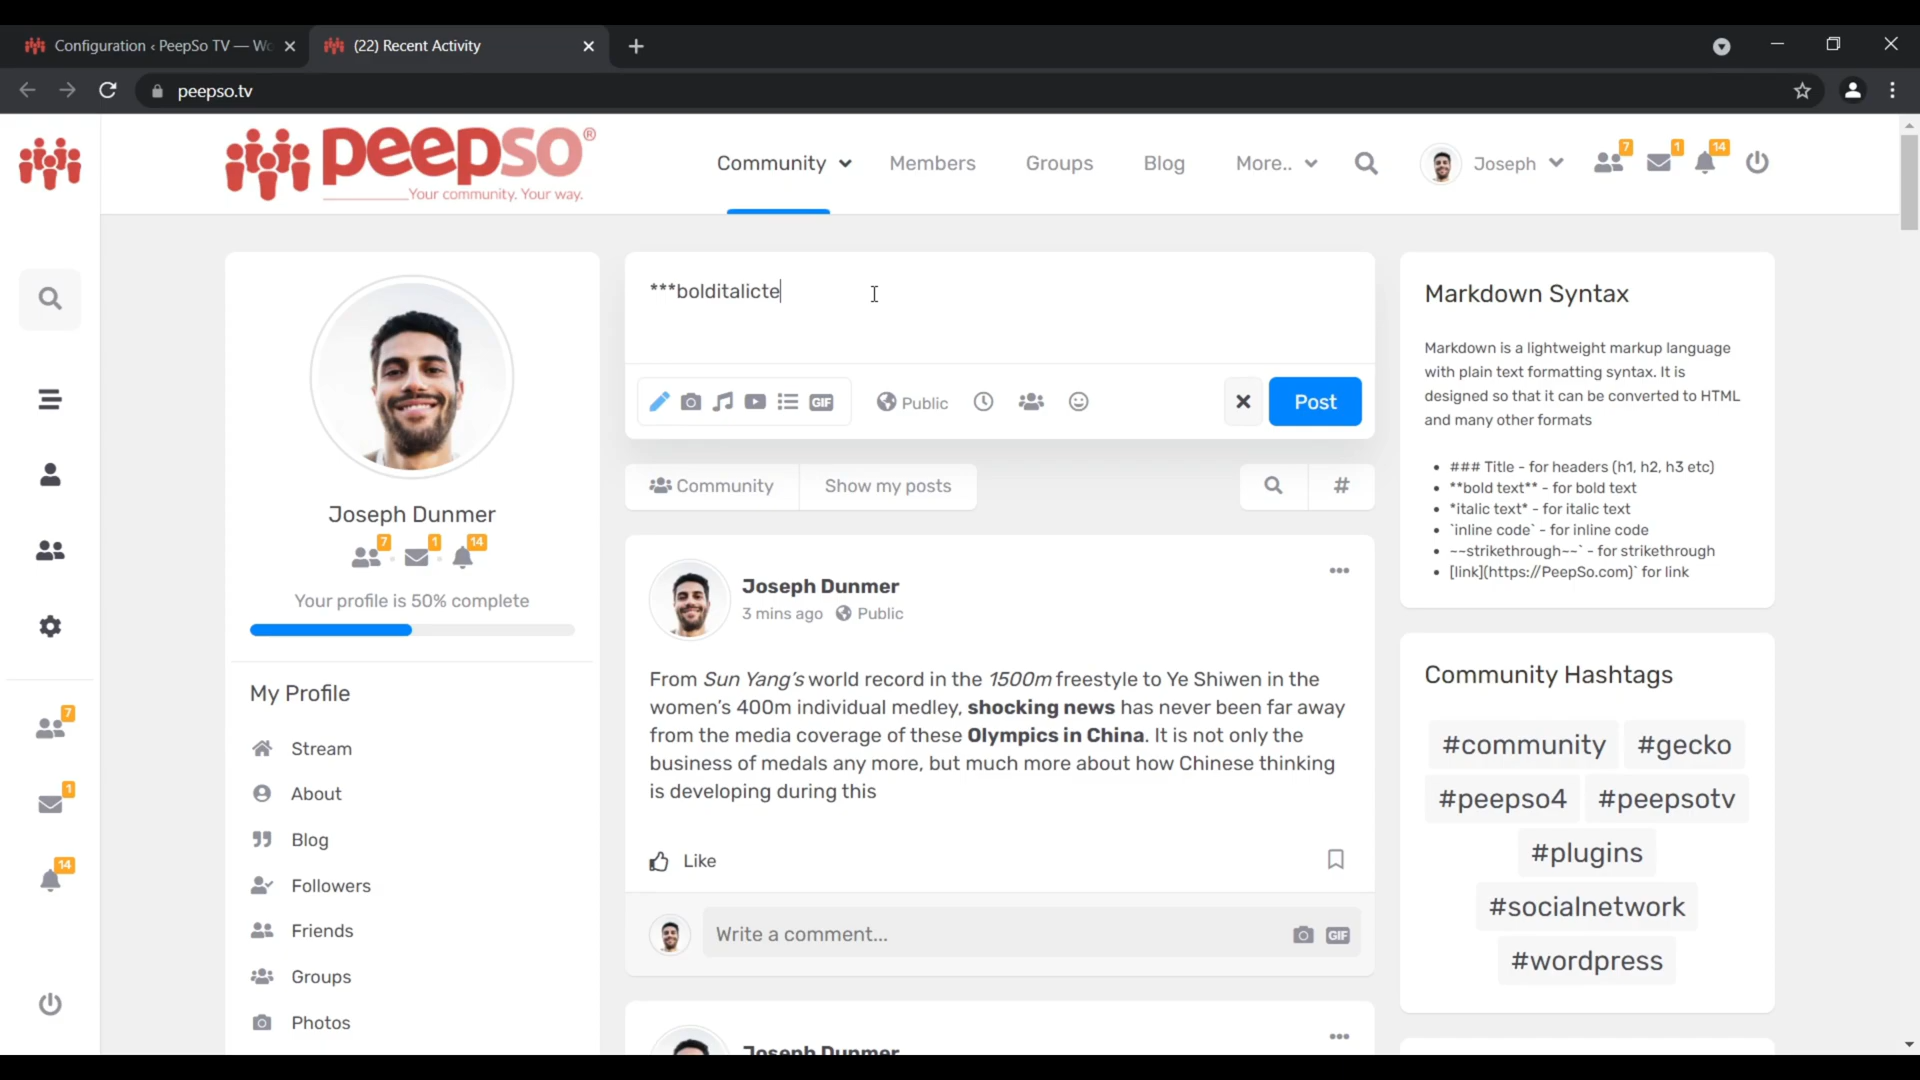 Configuration ‹ PeepSo TV — Wo
(22) Recent Activity
peepso.tv
peepso®
Your community. Your way.
Community
Members
Groups
Blog
More..
Joseph
7
1
14
***bolditalicte
GIF
Public
Post
Community
Show my posts
#
Joseph Dunmer
7
1
14
Your profile is 50% complete
My Profile
Stream
About
Blog
Followers
Friends
Groups
Photos
7
1
14
Joseph Dunmer
3 mins ago Public
From Sun Yang's world record in the 1500m freestyle to Ye Shiwen in the
women's 400m individual medley, shocking news has never been far away
from the media coverage of these Olympics in China. It is not only the
business of medals any more, but much more about how Chinese thinking
is developing during this
Like
Write a comment...
GIF
Joseph Dunmer
Markdown Syntax
Markdown is a lightweight markup language
with plain text formatting syntax. It is
designed so that it can be converted to HTML
and many other formats
• ### Title - for headers (h1, h2, h3 etc)
• **bold text** - for bold text
• *italic text* - for italic text
• `inline code` - for inline code
• ~~strikethrough~~` - for strikethrough
• [link](https://PeepSo.com)` for link
Community Hashtags
#community #gecko
#peepso4 #peepsotv
#plugins
#socialnetwork
#wordpress